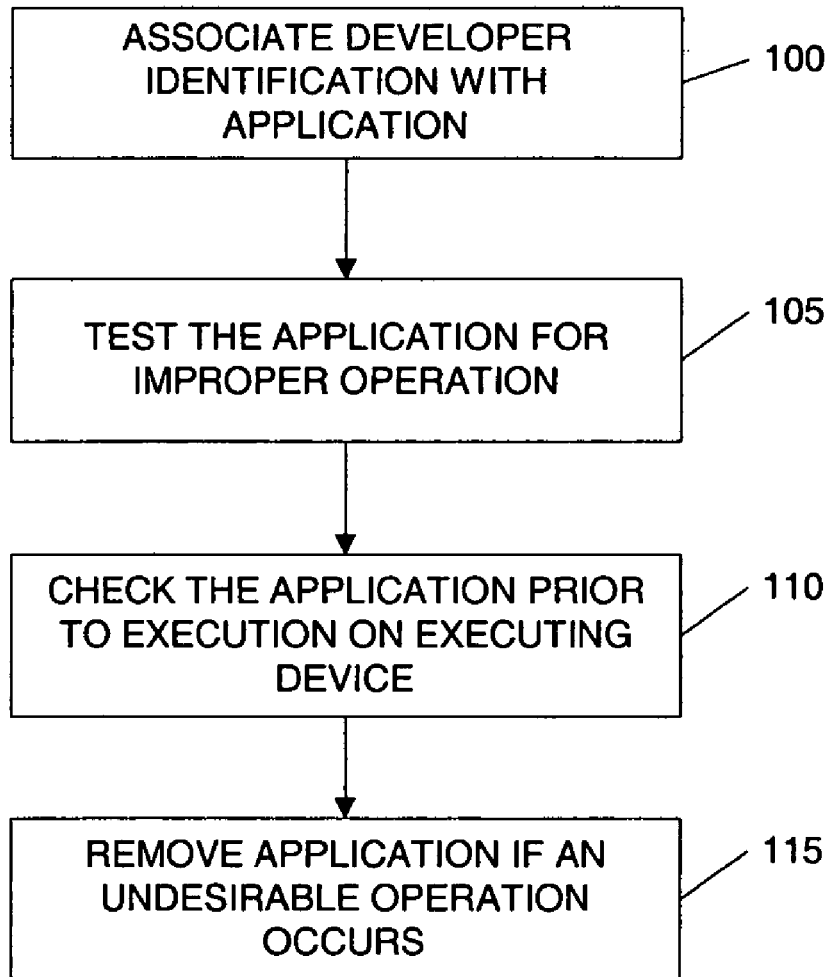 ASSOCIATE DEVELOPER
IDENTIFICATION WITH
APPLICATION
100
TEST THE APPLICATION FOR
IMPROPER OPERATION
105
CHECK THE APPLICATION PRIOR
TO EXECUTION ON EXECUTING
DEVICE
110
REMOVE APPLICATION IF AN
UNDESIRABLE OPERATION
OCCURS
115